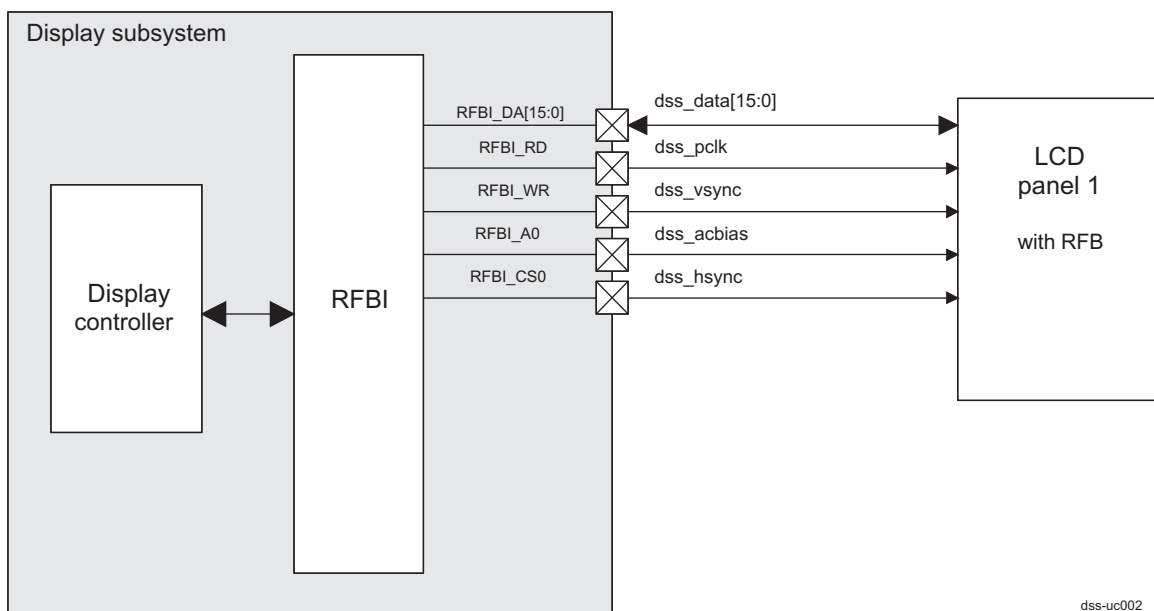 Display subsystem
RFBI_DA[15:0]
dss_data[15:0]
RFBI_RD
dss_pclk
RFBI_WR
dss_vsync
RFBI_A0
dss_acbias
RFBI_CS0
dss_hsync
Display
controller
RFBI
LCD
panel 1
with RFB
dss-uc002